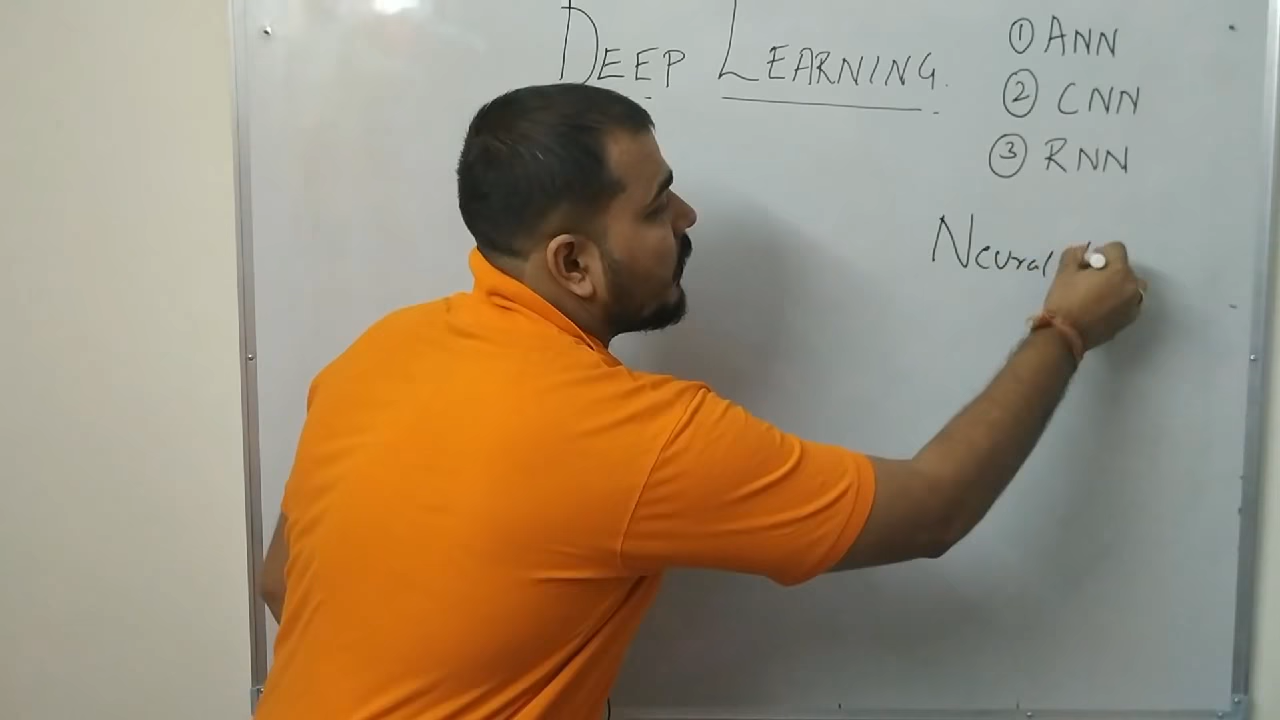 DEEP LEARNING.
① ANN
② CNN
③ RNN
Neural